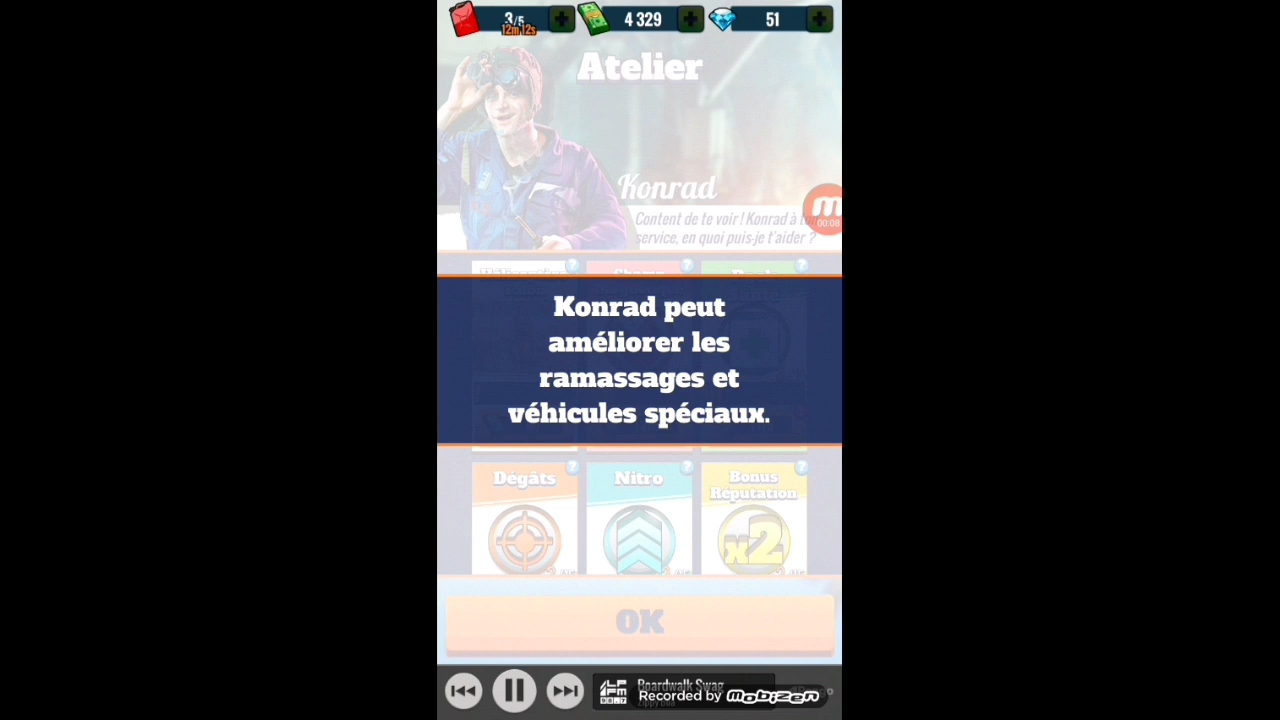 3/5
12m 12s
4 329
51
Atelier
Konrad
Content de te voir ! Konrad à
service, en quoi puis-je t'aider ?
00:08
Konrad peut
améliorer les
ramassages et
véhicules spéciaux.
Dégâts
Nitro
Bonus
Réputation
x2
OK
Boardwalk Swag
Recorded by Mobizen